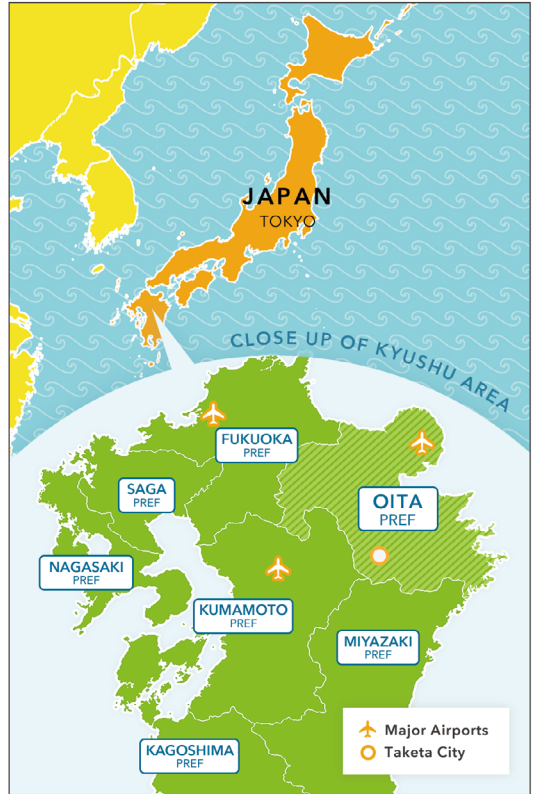 JAPAN
TOKYO
CLOSE UP OF KYUSHU AREA
FUKUOKA
PREF
SAGA
PREF
OITA
PREF
NAGASAKI
PREF
KUMAMOTO
PREF
MIYAZAKI
PREF
KAGOSHIMA
PREF
Major Airports
Taketa City